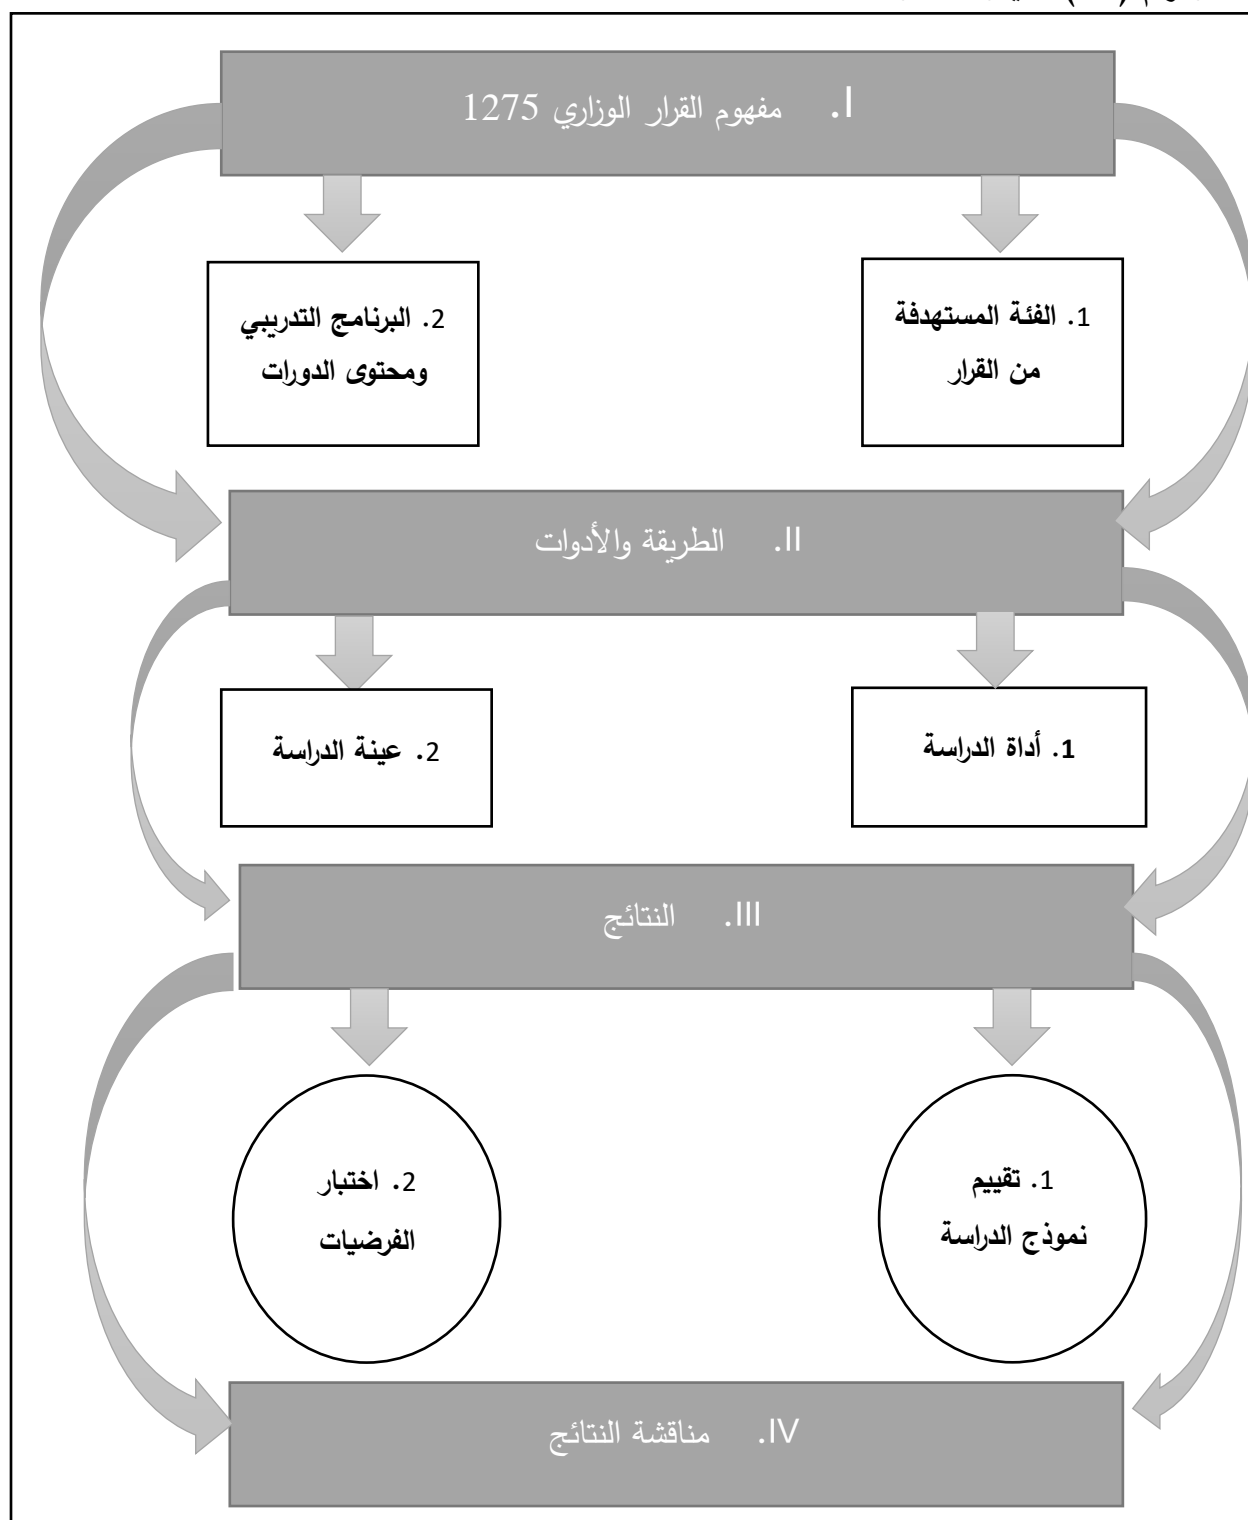 I. مفهوم القرار الوزاري 1275
1. الفئة المستهدفة
من القرار
2. البرنامج التدريبي
ومحتوى الدورات
II. الطريقة والأدوات
1. أداة الدراسة
2. عينة الدراسة
III. النتائج
1. تقييم
نموذج الدراسة
2. اختبار
الفرضيات
IV. مناقشة النتائج